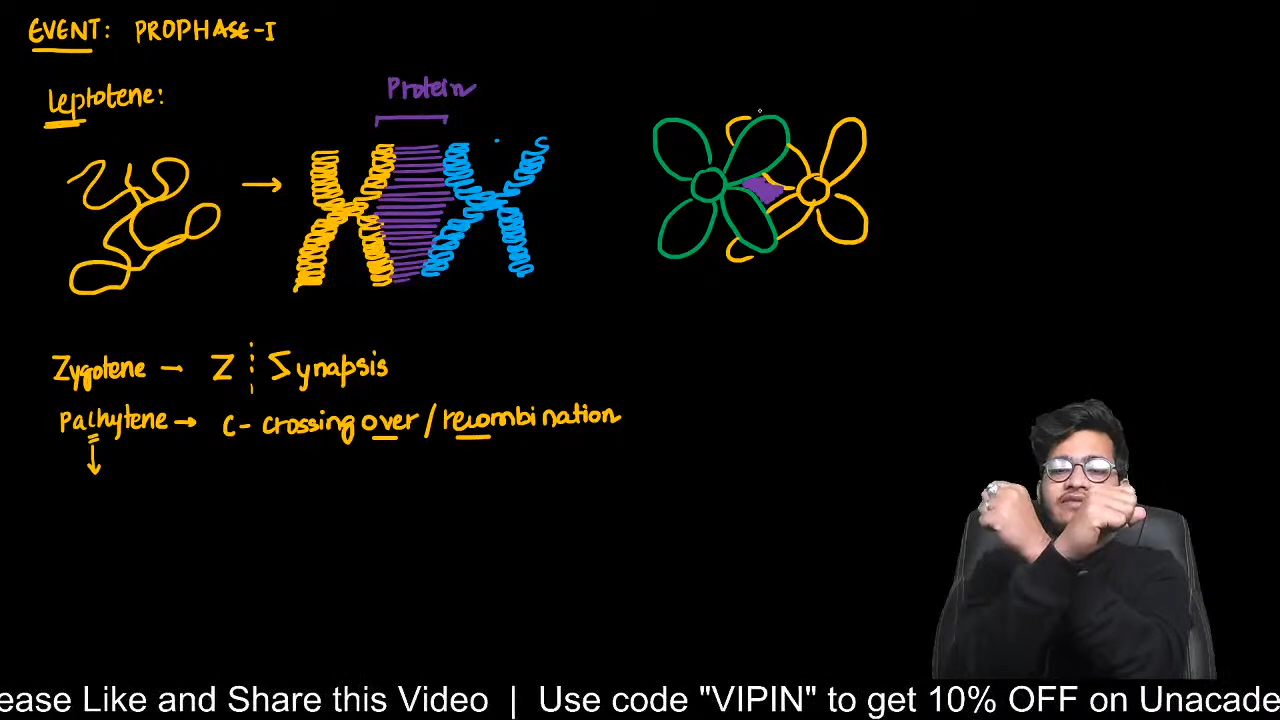 EVENT: PROPHASE-I
Leptotene:
Protein
Zygotene → Z Synapsis
Pachytene → C- crossing over / recombination
ease Like and Share this Video | Use code "VIPIN" to get 10% OFF on Unacade